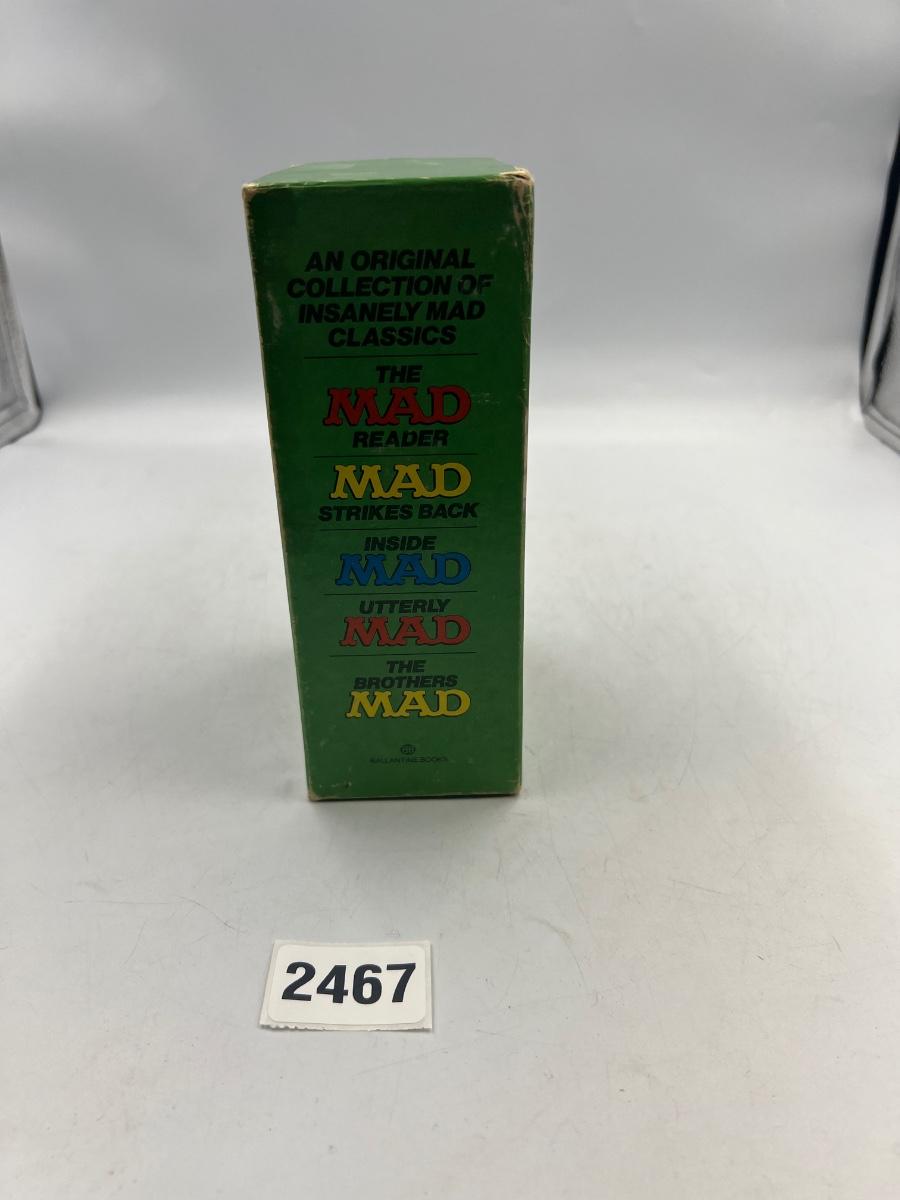 AN ORIGINAL
COLLECTION OF
INSANELY MAD
CLASSICS
THE
MAD
READER
MAD
STRIKES BACK
INSIDE
MAD
UTTERLY
MAD
THE
BROTHERS
MAD
BB
BALLANTINE BOOKS
2467